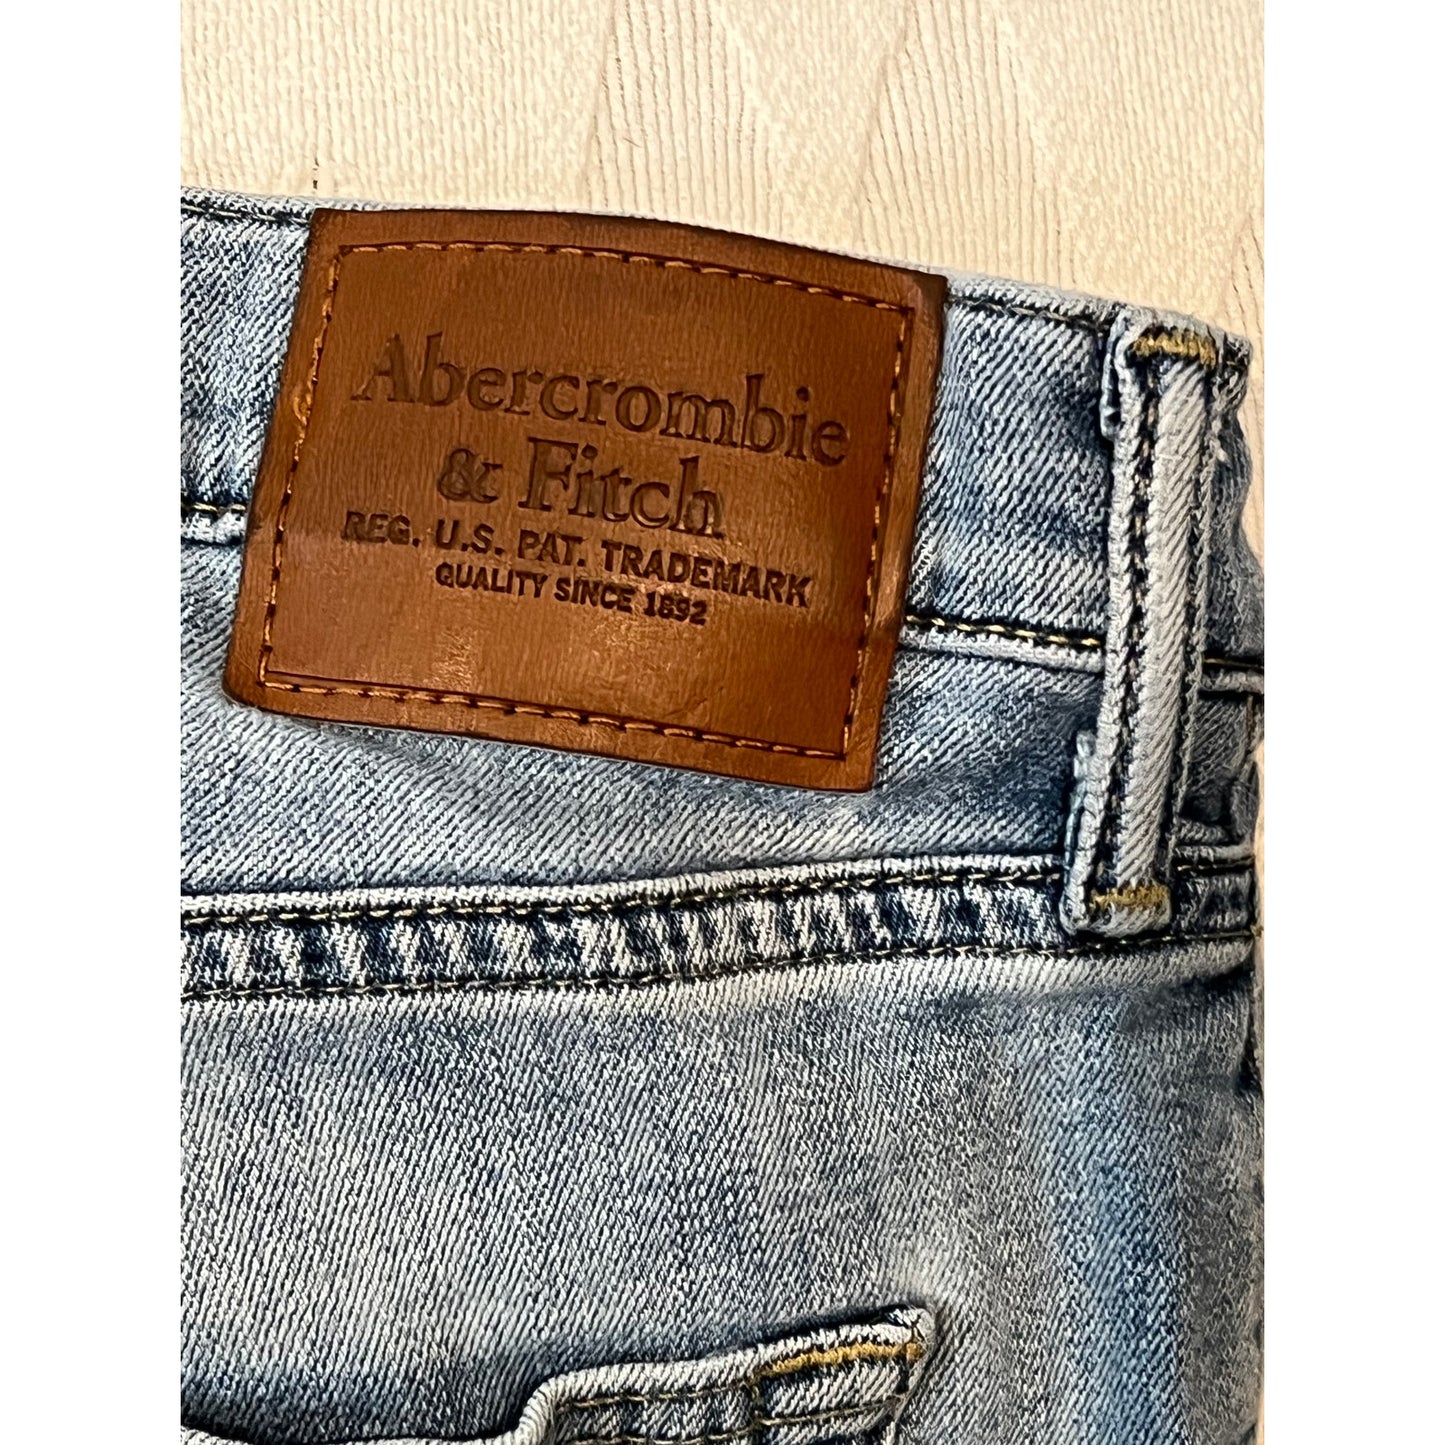 Abercrombie
& Fitch
REG. U.S. PAT. TRADEMARK
QUALITY SINCE 1892